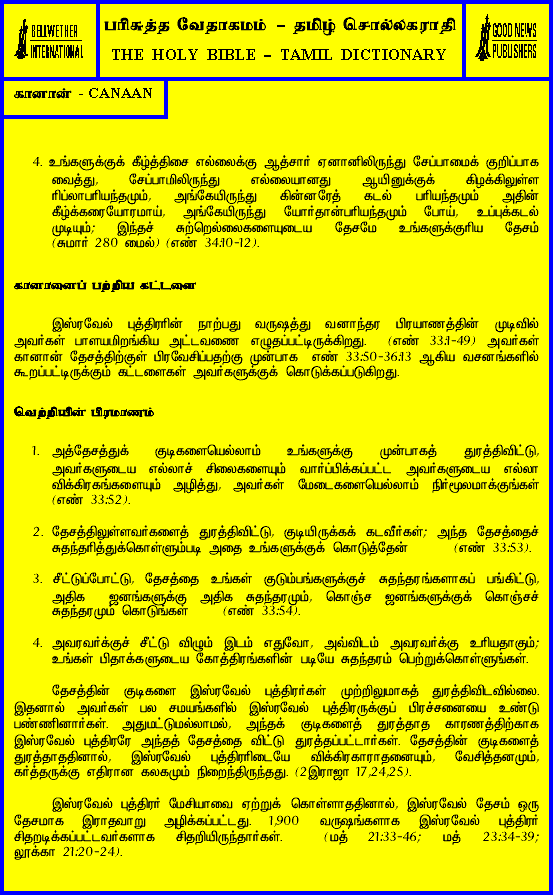 BELLWETHER
INTERNATIONAL
பரிசுத்த வேதாகமம் – தமிழ் சொல்லகராதி
THE HOLY BIBLE – TAMIL DICTIONARY
GOOD NEWS
PUBLISHERS
கானான் - CANAAN
4. உங்களுக்குக் கீழ்த்திசை எல்லைக்கு ஆத்சார் ஏனானிலிருந்து சேப்பாமைக் குறிப்பாக
வைத்து, சேப்பாமிலிருந்து எல்லையானது ஆயினுக்குக் கிழக்கிலுள்ள
ரிப்லாபரியந்தமும், அங்கேயிருந்து கின்னரேத் கடல் பரியந்தமும் அதின்
கீழ்க்கரையோரமாய், அங்கேயிருந்து யோர்தான்பரியந்தமும் போய், உப்புக்கடல்
முடியும்; இந்தச் சுற்றெல்லைகளையுடைய தேசமே உங்களுக்குரிய தேசம்
(சுமார் 280 மைல்) (எண் 34:10-12).
கானானைப் பற்றிய கட்டளை
இஸ்ரவேல் புத்திரரின் நாற்பது வருஷத்து வனாந்தர பிரயாணத்தின் முடிவில்
அவர்கள் பாளயமிறங்கிய அட்டவணை எழுதப்பட்டிருக்கிறது. (எண் 33:1-49) அவர்கள்
கானான் தேசத்திற்குள் பிரவேசிப்பதற்கு முன்பாக எண் 33:50-36:13 ஆகிய வசனங்களில்
கூறப்பட்டிருக்கும் கட்டளைகள் அவர்களுக்குக் கொடுக்கப்படுகிறது.
வெற்றியின் பிரமாணம்
1. அத்தேசத்துக் குடிகளையெல்லாம் உங்களுக்கு முன்பாகத் துரத்திவிட்டு,
அவர்களுடைய எல்லாச் சிலைகளையும் வார்ப்பிக்கப்பட்ட அவர்களுடைய எல்லா
விக்கிரகங்களையும் அழித்து, அவர்கள் மேடைகளையெல்லாம் நிர்மூலமாக்குங்கள்
(எண் 33:52).
2. தேசத்திலுள்ளவர்களைத் துரத்திவிட்டு, குடியிருக்கக் கடவீர்கள்; அந்த தேசத்தைச்
சுதந்தரித்துக்கொள்ளும்படி அதை உங்களுக்குக் கொடுத்தேன் (எண் 33:53).
3. சீட்டுப்போட்டு, தேசத்தை உங்கள் குடும்பங்களுக்குச் சுதந்தரங்களாகப் பங்கிட்டு,
அதிக ஜனங்களுக்கு அதிக சுதந்தரமும், கொஞ்ச ஜனங்களுக்குக் கொஞ்சச்
சுதந்தரமும் கொடுங்கள் (எண் 33:54).
4. அவரவர்க்குச் சீட்டு விழும் இடம் எதுவோ, அவ்விடம் அவரவர்க்கு உரியதாகும்;
உங்கள் பிதாக்களுடைய கோத்திரங்களின் படியே சுதந்தரம் பெற்றுக்கொள்ளுங்கள்.
தேசத்தின் குடிகளை இஸ்ரவேல் புத்திரர்கள் முற்றிலுமாகத் துரத்திவிடவில்லை.
இதனால் அவர்கள் பல சமயங்களில் இஸ்ரவேல் புத்திரருக்குப் பிரச்சனையை உண்டு
பண்ணினார்கள். அதுமட்டுமல்லாமல், அந்தக் குடிகளைத் துரத்தாத காரணத்திற்காக
இஸ்ரவேல் புத்திரரே அந்தத் தேசத்தை விட்டு துரத்தப்பட்டார்கள். தேசத்தின் குடிகளைத்
துரத்தாததினால், இஸ்ரவேல் புத்திரரிடையே விக்கிரகாராதனையும், வேசித்தனமும்,
கர்த்தருக்கு எதிரான கலகமும் நிறைந்திருந்தது. (2இராஜா 17,24,25).
இஸ்ரவேல் புத்திரர் மேசியாவை ஏற்றுக் கொள்ளாததினால், இஸ்ரவேல் தேசம் ஒரு
தேசமாக இராதவாறு அழிக்கப்பட்டது. 1,900 வருஷங்களாக இஸ்ரவேல் புத்திரர்
சிதறடிக்கப்பட்டவர்களாக சிதறியிருந்தார்கள். (மத் 21:33-46; மத் 23:34-39;
லூக்கா 21:20-24).